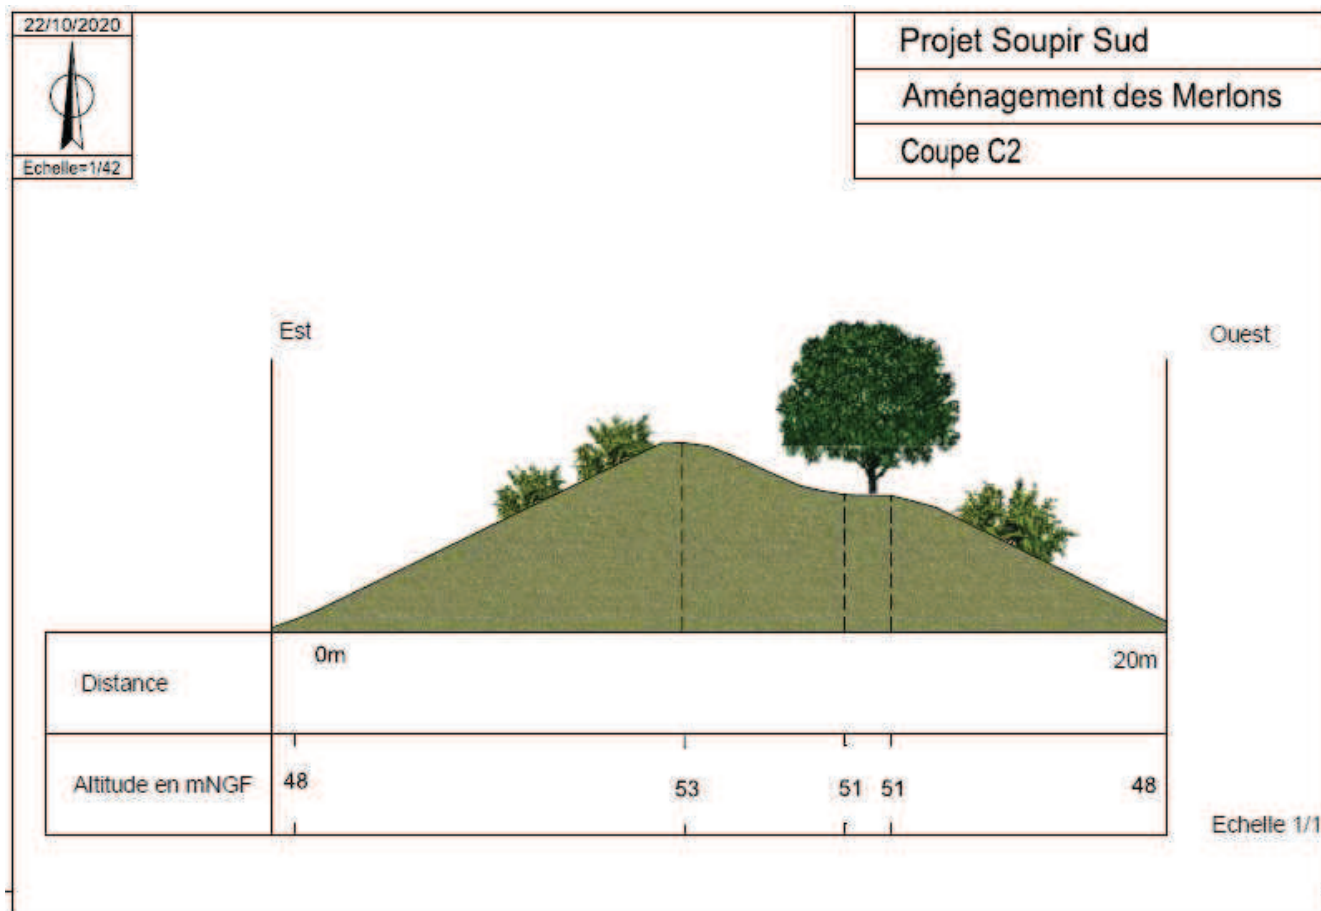 22/10/2020
Echelle=1/42
Projet Soupir Sud
Aménagement des Merlons
Coupe C2
Est
Ouest
Distance
0m
20m
Altitude en mNGF
48
53
51
51
48
Echelle 1/1